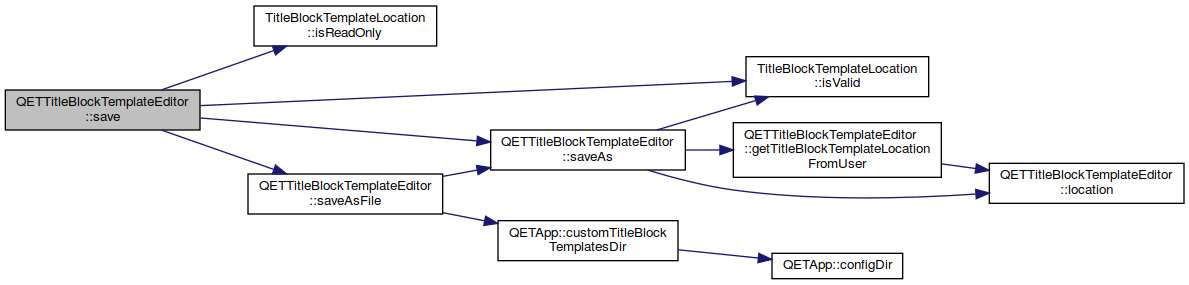 TitleBlockTemplateLocation
::isReadOnly
QETTitleBlockTemplateEditor
::save
TitleBlockTemplateLocation
::isValid
QETTitleBlockTemplateEditor
::saveAs
QETTitleBlockTemplateEditor
::getTitleBlockTemplateLocation
FromUser
QETTitleBlockTemplateEditor
::location
QETTitleBlockTemplateEditor
::saveAsFile
QETApp::customTitleBlock
TemplatesDir
QETApp::configDir